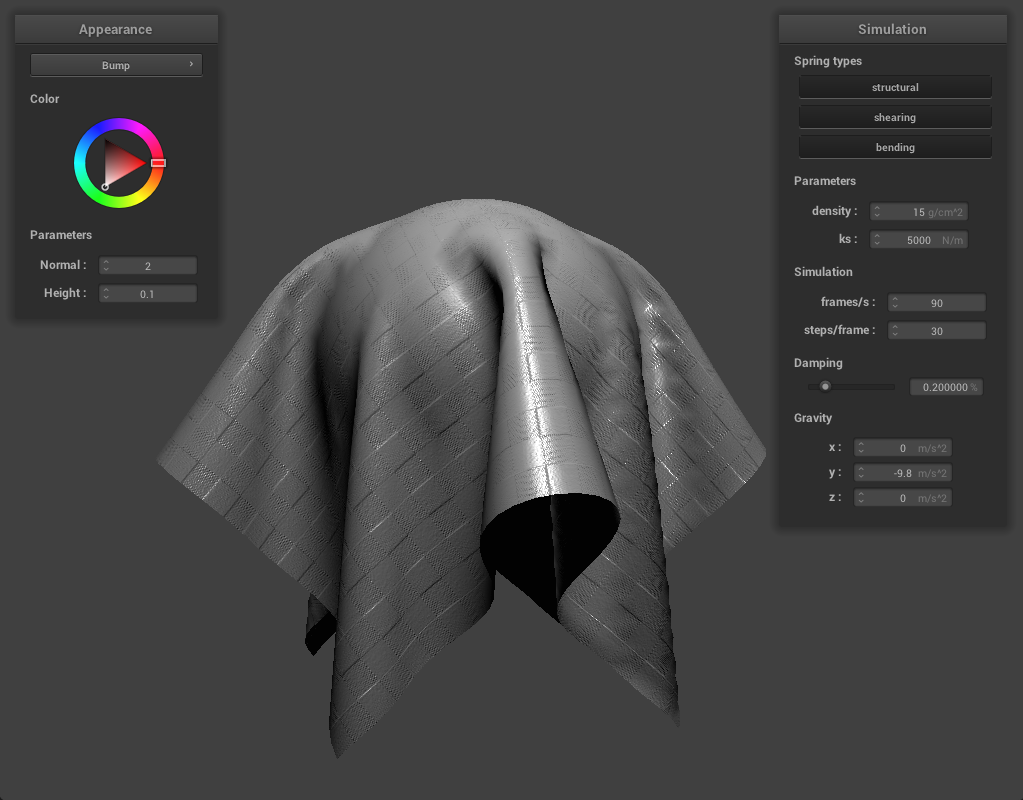 Appearance
Bump
Color
Parameters
Normal : 2
Height : 0.1
Simulation
Spring types
structural
shearing
bending
Parameters
density : 15 g/cm^2
ks : 5000 N/m
Simulation
frames/s : 90
steps/frame : 30
Damping
0.200000 %
Gravity
x : 0 m/s^2
y : -9.8 m/s^2
z : 0 m/s^2